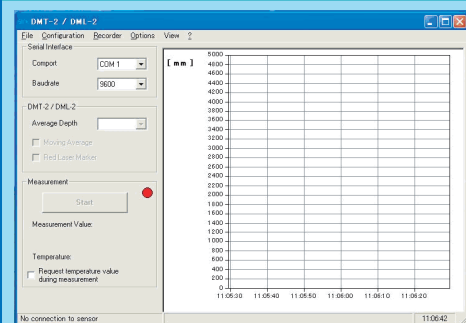 DMT-2 / DML-2
File Configuration Recorder Options View ?
Serial Interface
Comport COM 1
Baudrate 9600
DMT-2 / DML-2
Average Depth
Moving Average
Red Laser Marker
Measurement
Start
Measurement Value:
Temperature:
Request temperature value
during measurement
[ mm ]
5000
4800
4600
4400
4200
4000
3800
3600
3400
3200
3000
2800
2600
2400
2200
2000
1800
1600
1400
1200
1000
800
600
400
200
0
11:05:30 11:05:40 11:05:50 11:06:00 11:06:10 11:06:20
No connection to sensor 11:06:42